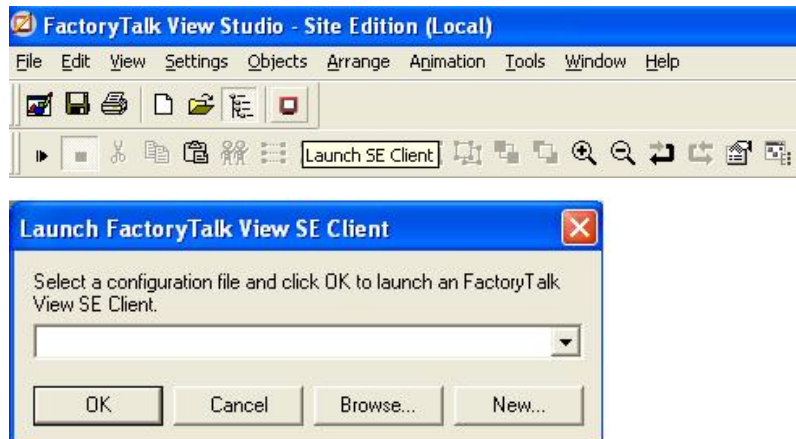 FactoryTalk View Studio - Site Edition (Local)
File Edit View Settings Objects Arrange Animation Tools Window Help
Launch SE Client
Launch FactoryTalk View SE Client
Select a configuration file and click OK to launch an FactoryTalk
View SE Client.
OK Cancel Browse... New...